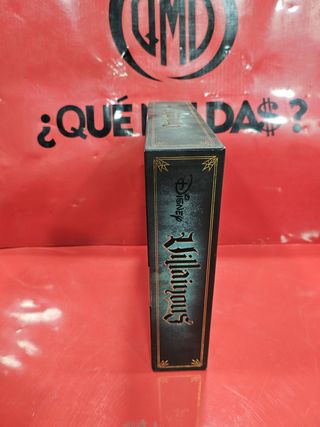 QMD
¿QUÉ M DA$?
Disney
Villainous